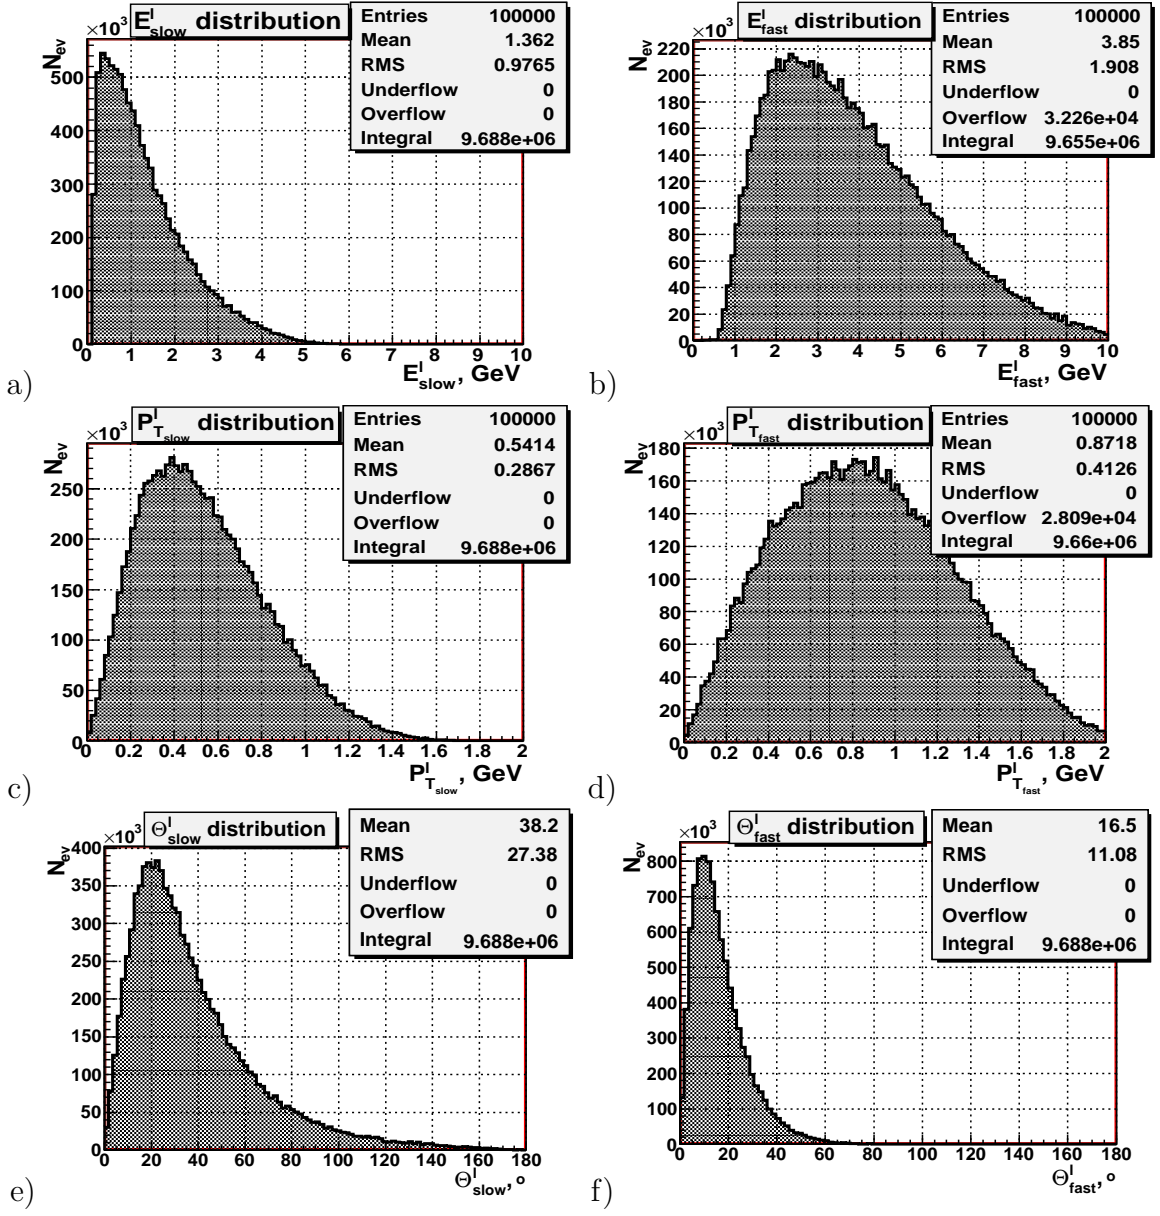 E^l_slow distribution
×10³
N_ev
Entries 100000
Mean 1.362
RMS 0.9765
Underflow 0
Overflow 0
Integral 9.688e+06
500
400
300
200
100
0
0 1 2 3 4 5 6 7 8 9 10
E^l_slow, GeV
a)
E^l_fast distribution
×10³
N_ev
Entries 100000
Mean 3.85
RMS 1.908
Underflow 0
Overflow 3.226e+04
Integral 9.655e+06
220
200
180
160
140
120
100
80
60
40
20
0
0 1 2 3 4 5 6 7 8 9 10
E^l_fast, GeV
b)
P^l_T_slow distribution
×10³
N_ev
Entries 100000
Mean 0.5414
RMS 0.2867
Underflow 0
Overflow 0
Integral 9.688e+06
250
200
150
100
50
0
0 0.2 0.4 0.6 0.8 1 1.2 1.4 1.6 1.8 2
P^l_T_slow, GeV
c)
P^l_T_fast distribution
×10³
N_ev
Entries 100000
Mean 0.8718
RMS 0.4126
Underflow 0
Overflow 2.809e+04
Integral 9.66e+06
180
160
140
120
100
80
60
40
20
0
0 0.2 0.4 0.6 0.8 1 1.2 1.4 1.6 1.8 2
P^l_T_fast, GeV
d)
Θ^l_slow distribution
×10³
N_ev
Mean 38.2
RMS 27.38
Underflow 0
Overflow 0
Integral 9.688e+06
400
350
300
250
200
150
100
50
0
0 20 40 60 80 100 120 140 160 180
Θ^l_slow, °
e)
Θ^l_fast distribution
×10³
N_ev
Mean 16.5
RMS 11.08
Underflow 0
Overflow 0
Integral 9.688e+06
800
700
600
500
400
300
200
100
0
0 20 40 60 80 100 120 140 160 180
Θ^l_fast, °
f)